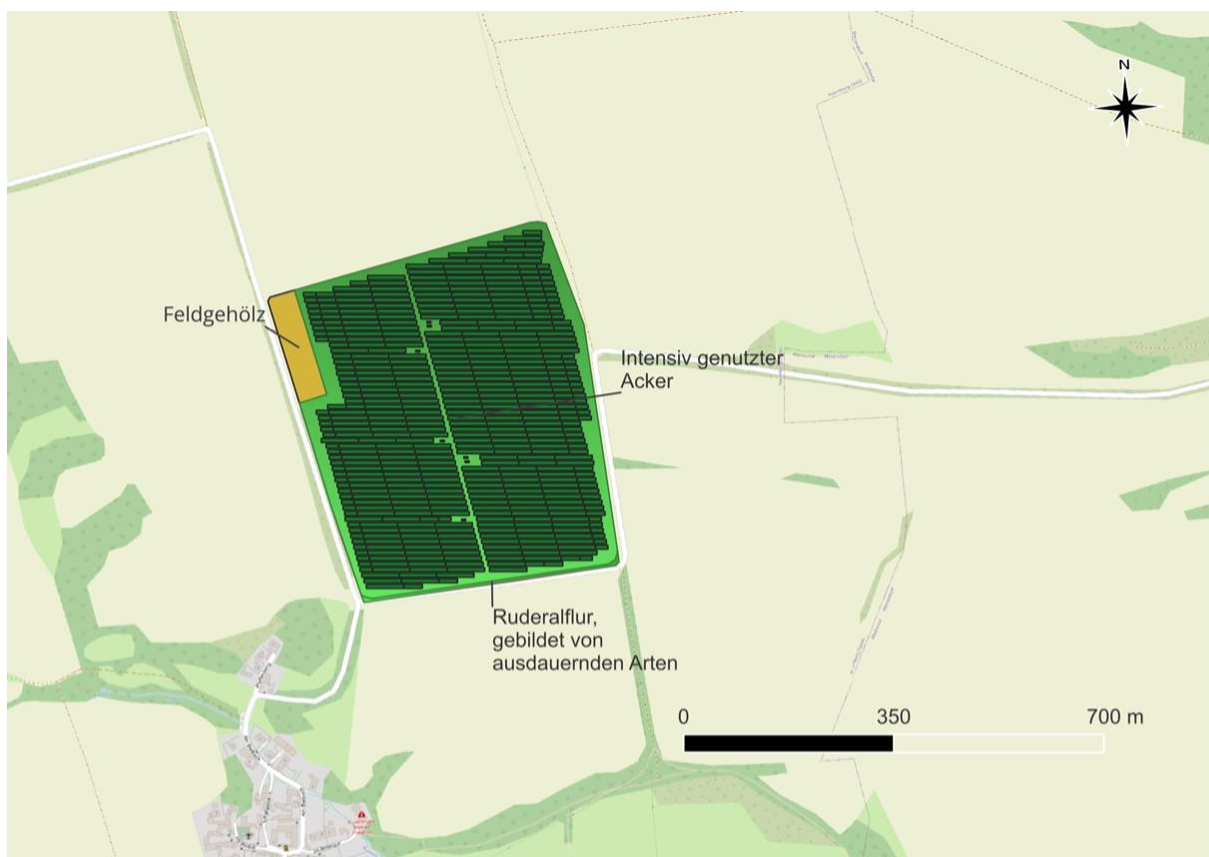 N
Feldgehölz
Intensiv genutzter
Acker
Ruderalflur,
gebildet von
ausdauernden Arten
0 350 700 m